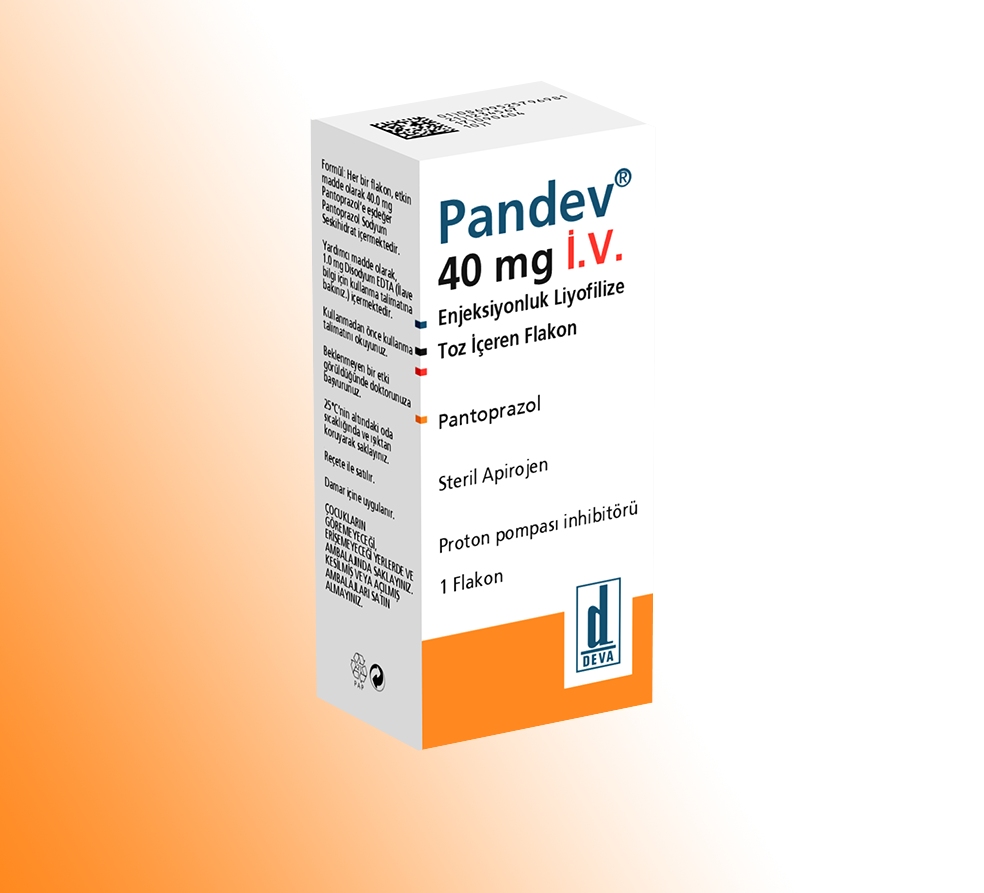 Formül: Her bir flakon, etkin
madde olarak 40.0 mg
Pantoprazol'e eşdeğer
Pantoprazol Sodyum
Seskihidrat içermektedir.
Yardımcı madde olarak,
1.0 mg Disodyum EDTA (İlave
bilgi için kullanma talimatına
bakınız.) içermektedir.
Kullanmadan önce kullanma
talimatını okuyunuz.
Beklenmeyen bir etki
görüldüğünde doktorunuza
başvurunuz.
25°C'nin altındaki oda
sıcaklığında ve ışıktan
koruyarak saklayınız.
Reçete ile satılır.
Damar içine uygulanır.
ÇOCUKLARIN
GÖREMEYECEĞİ,
ERİŞEMEYECEĞİ YERLERDE VE
AMBALAJINDA SAKLAYINIZ.
KESİLMİŞ VEYA AÇILMIŞ
AMBALAJLARI SATIN
ALMAYINIZ.
PAP
Pandev®
40 mg İ.V.
Enjeksiyonluk Liyofilize
Toz İçeren Flakon
Pantoprazol
Steril Apirojen
Proton pompası inhibitörü
1 Flakon
d
DEVA